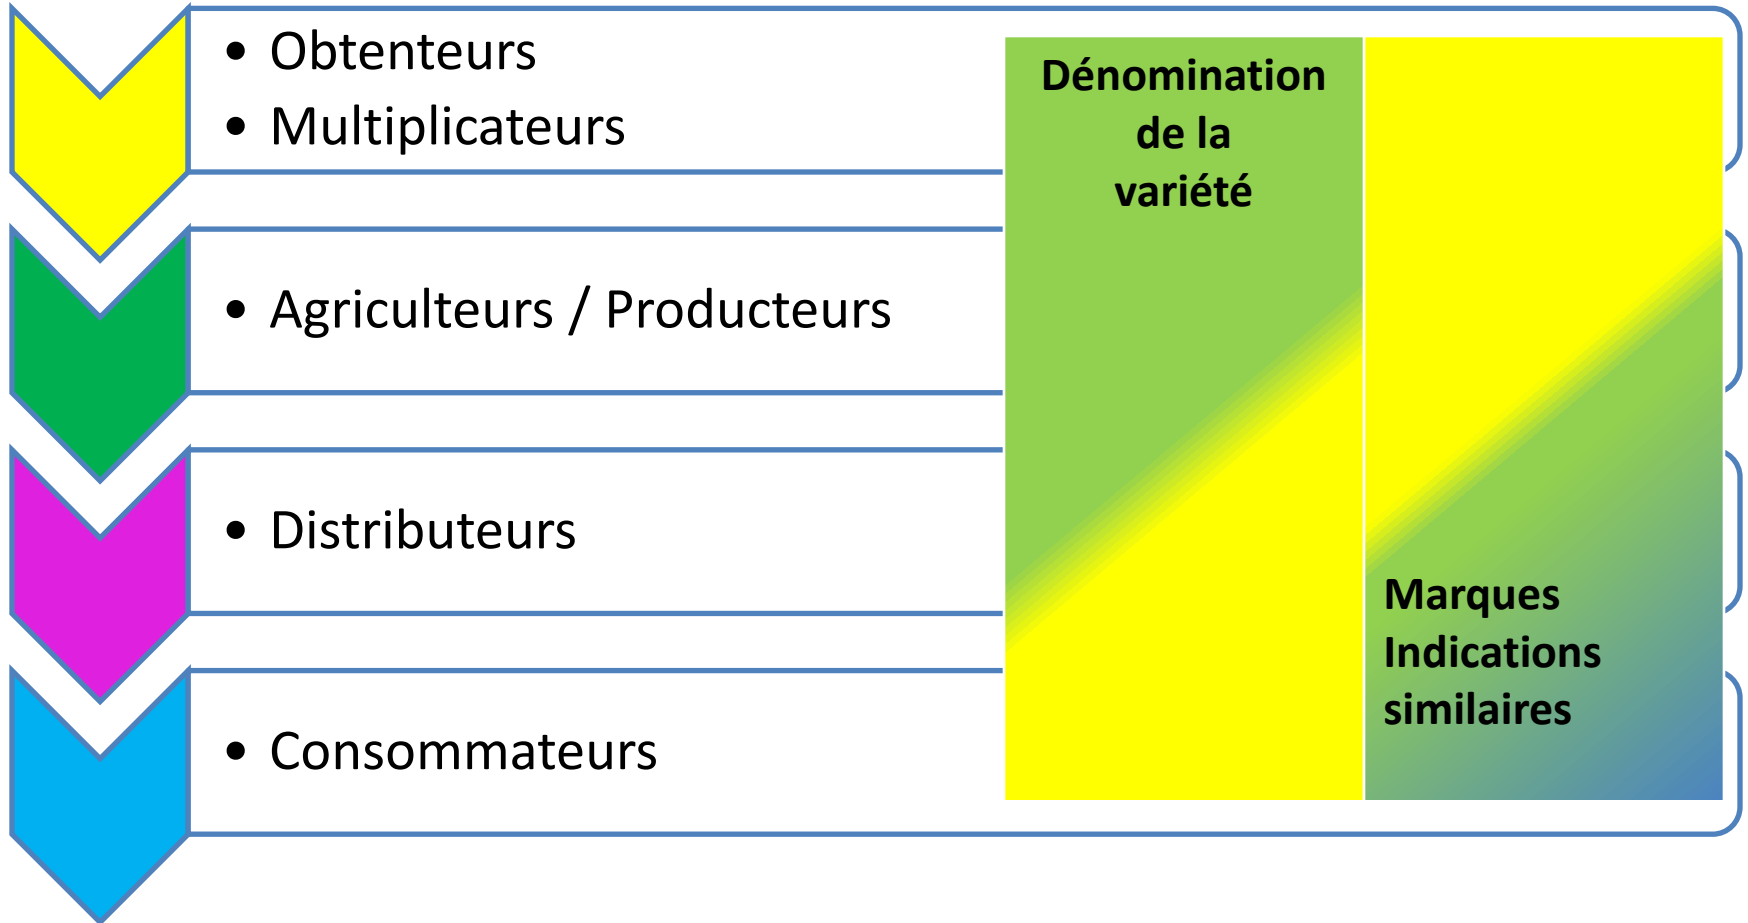 • Obtenteurs
• Multiplicateurs
Dénomination
de la
variété
• Agriculteurs / Producteurs
• Distributeurs
Marques
Indications
similaires
• Consommateurs